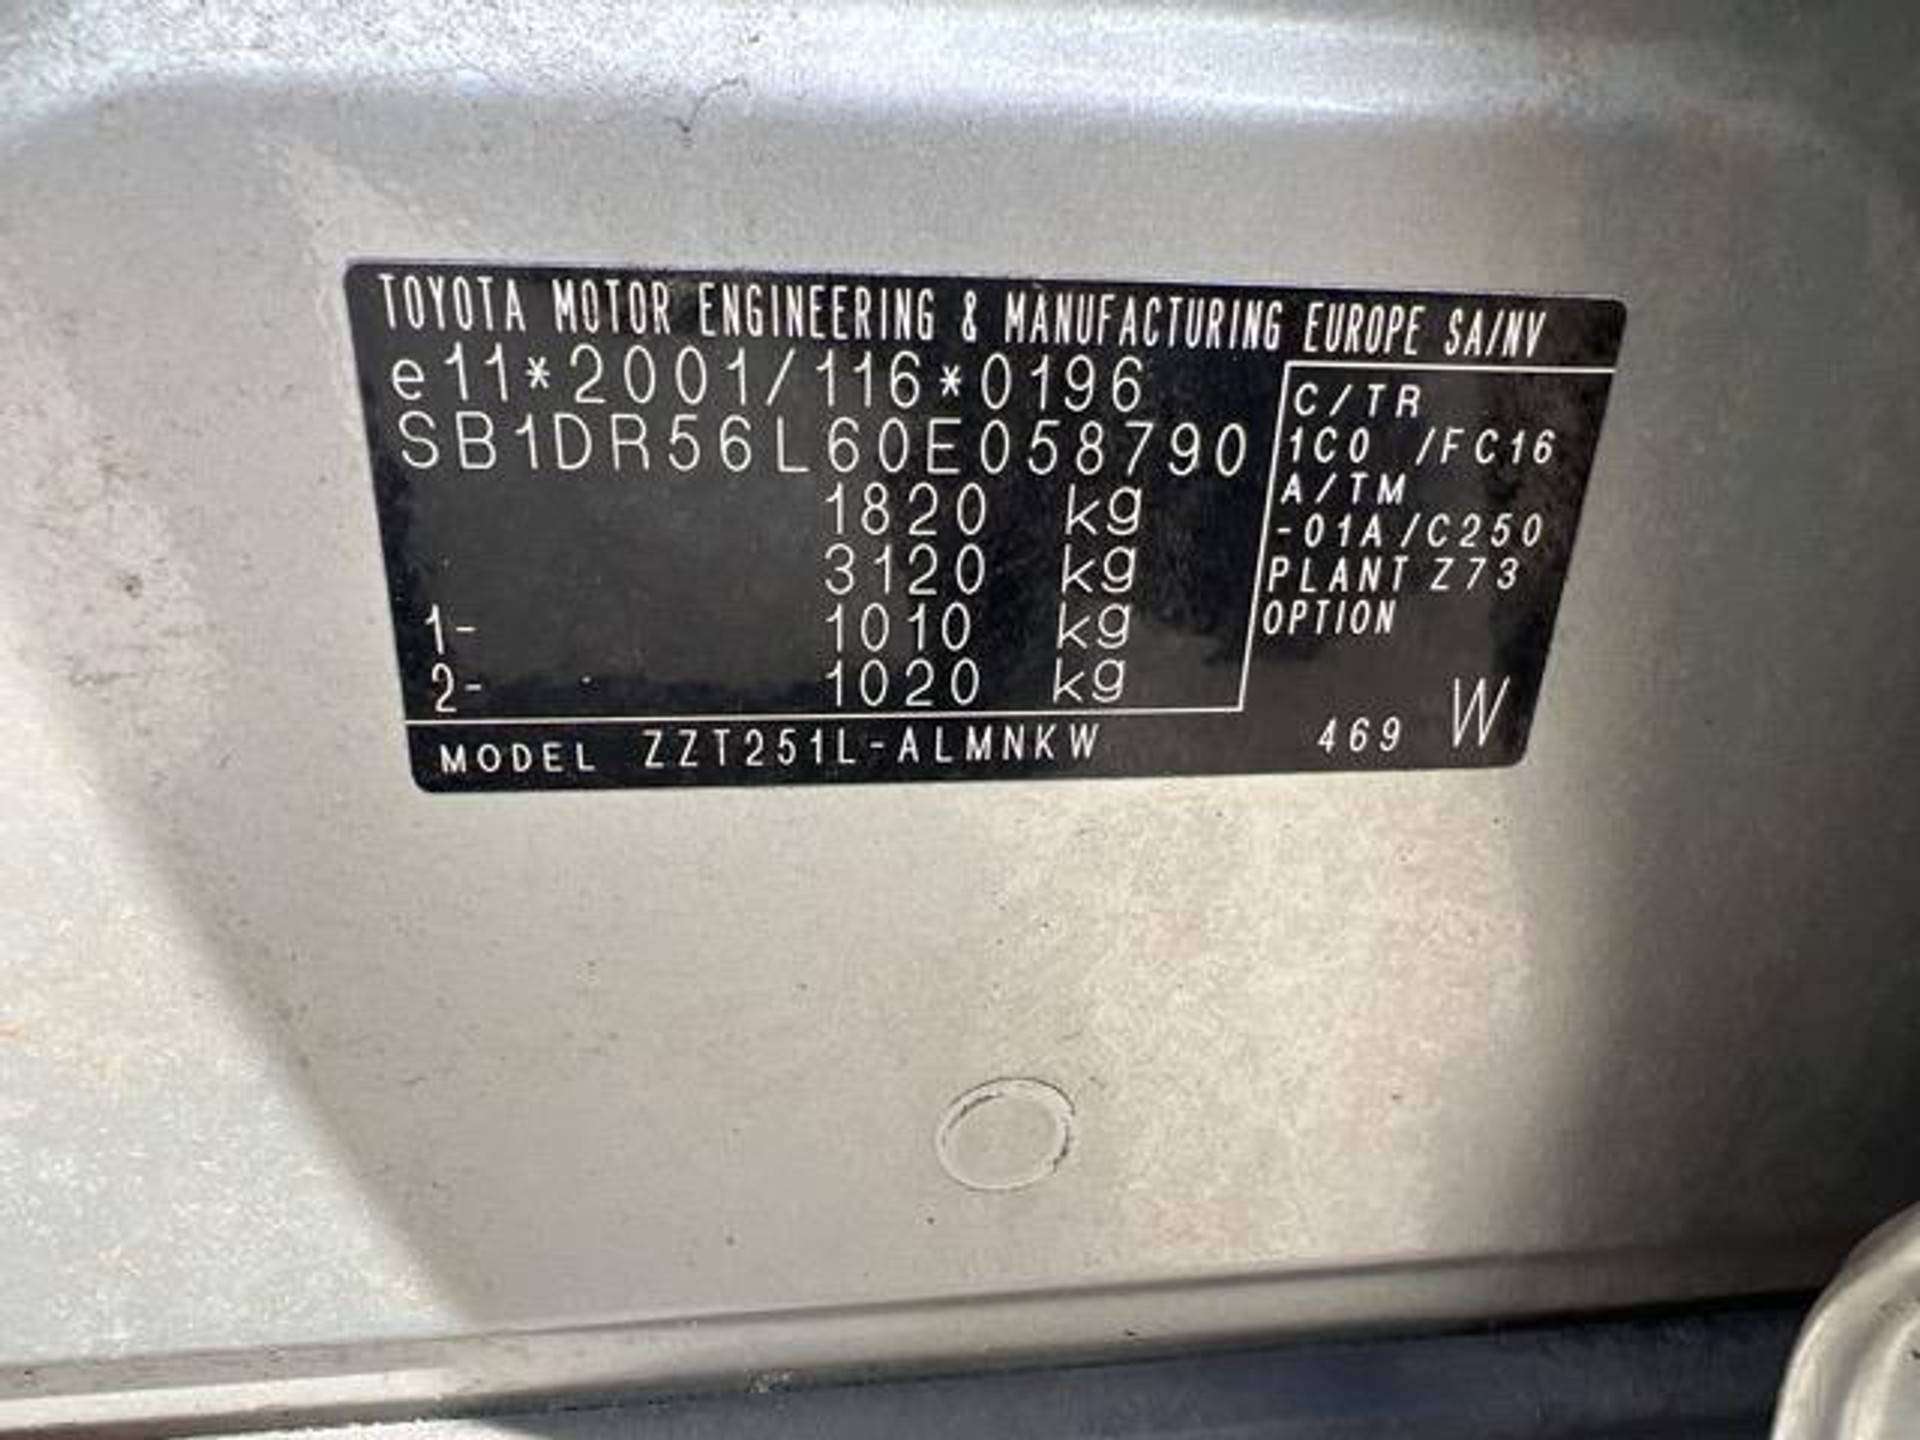 TOYOTA MOTOR ENGINEERING & MANUFACTURING EUROPE SA/NV
e11*2001/116*0196
SB1DR56L60E058790
1820 kg
3120 kg
1- 1010 kg
2- 1020 kg
C/TR
1C0 /FC16
A/TM
-01A/C250
PLANT Z73
OPTION
469 W
MODEL ZZT251L-ALMNKW